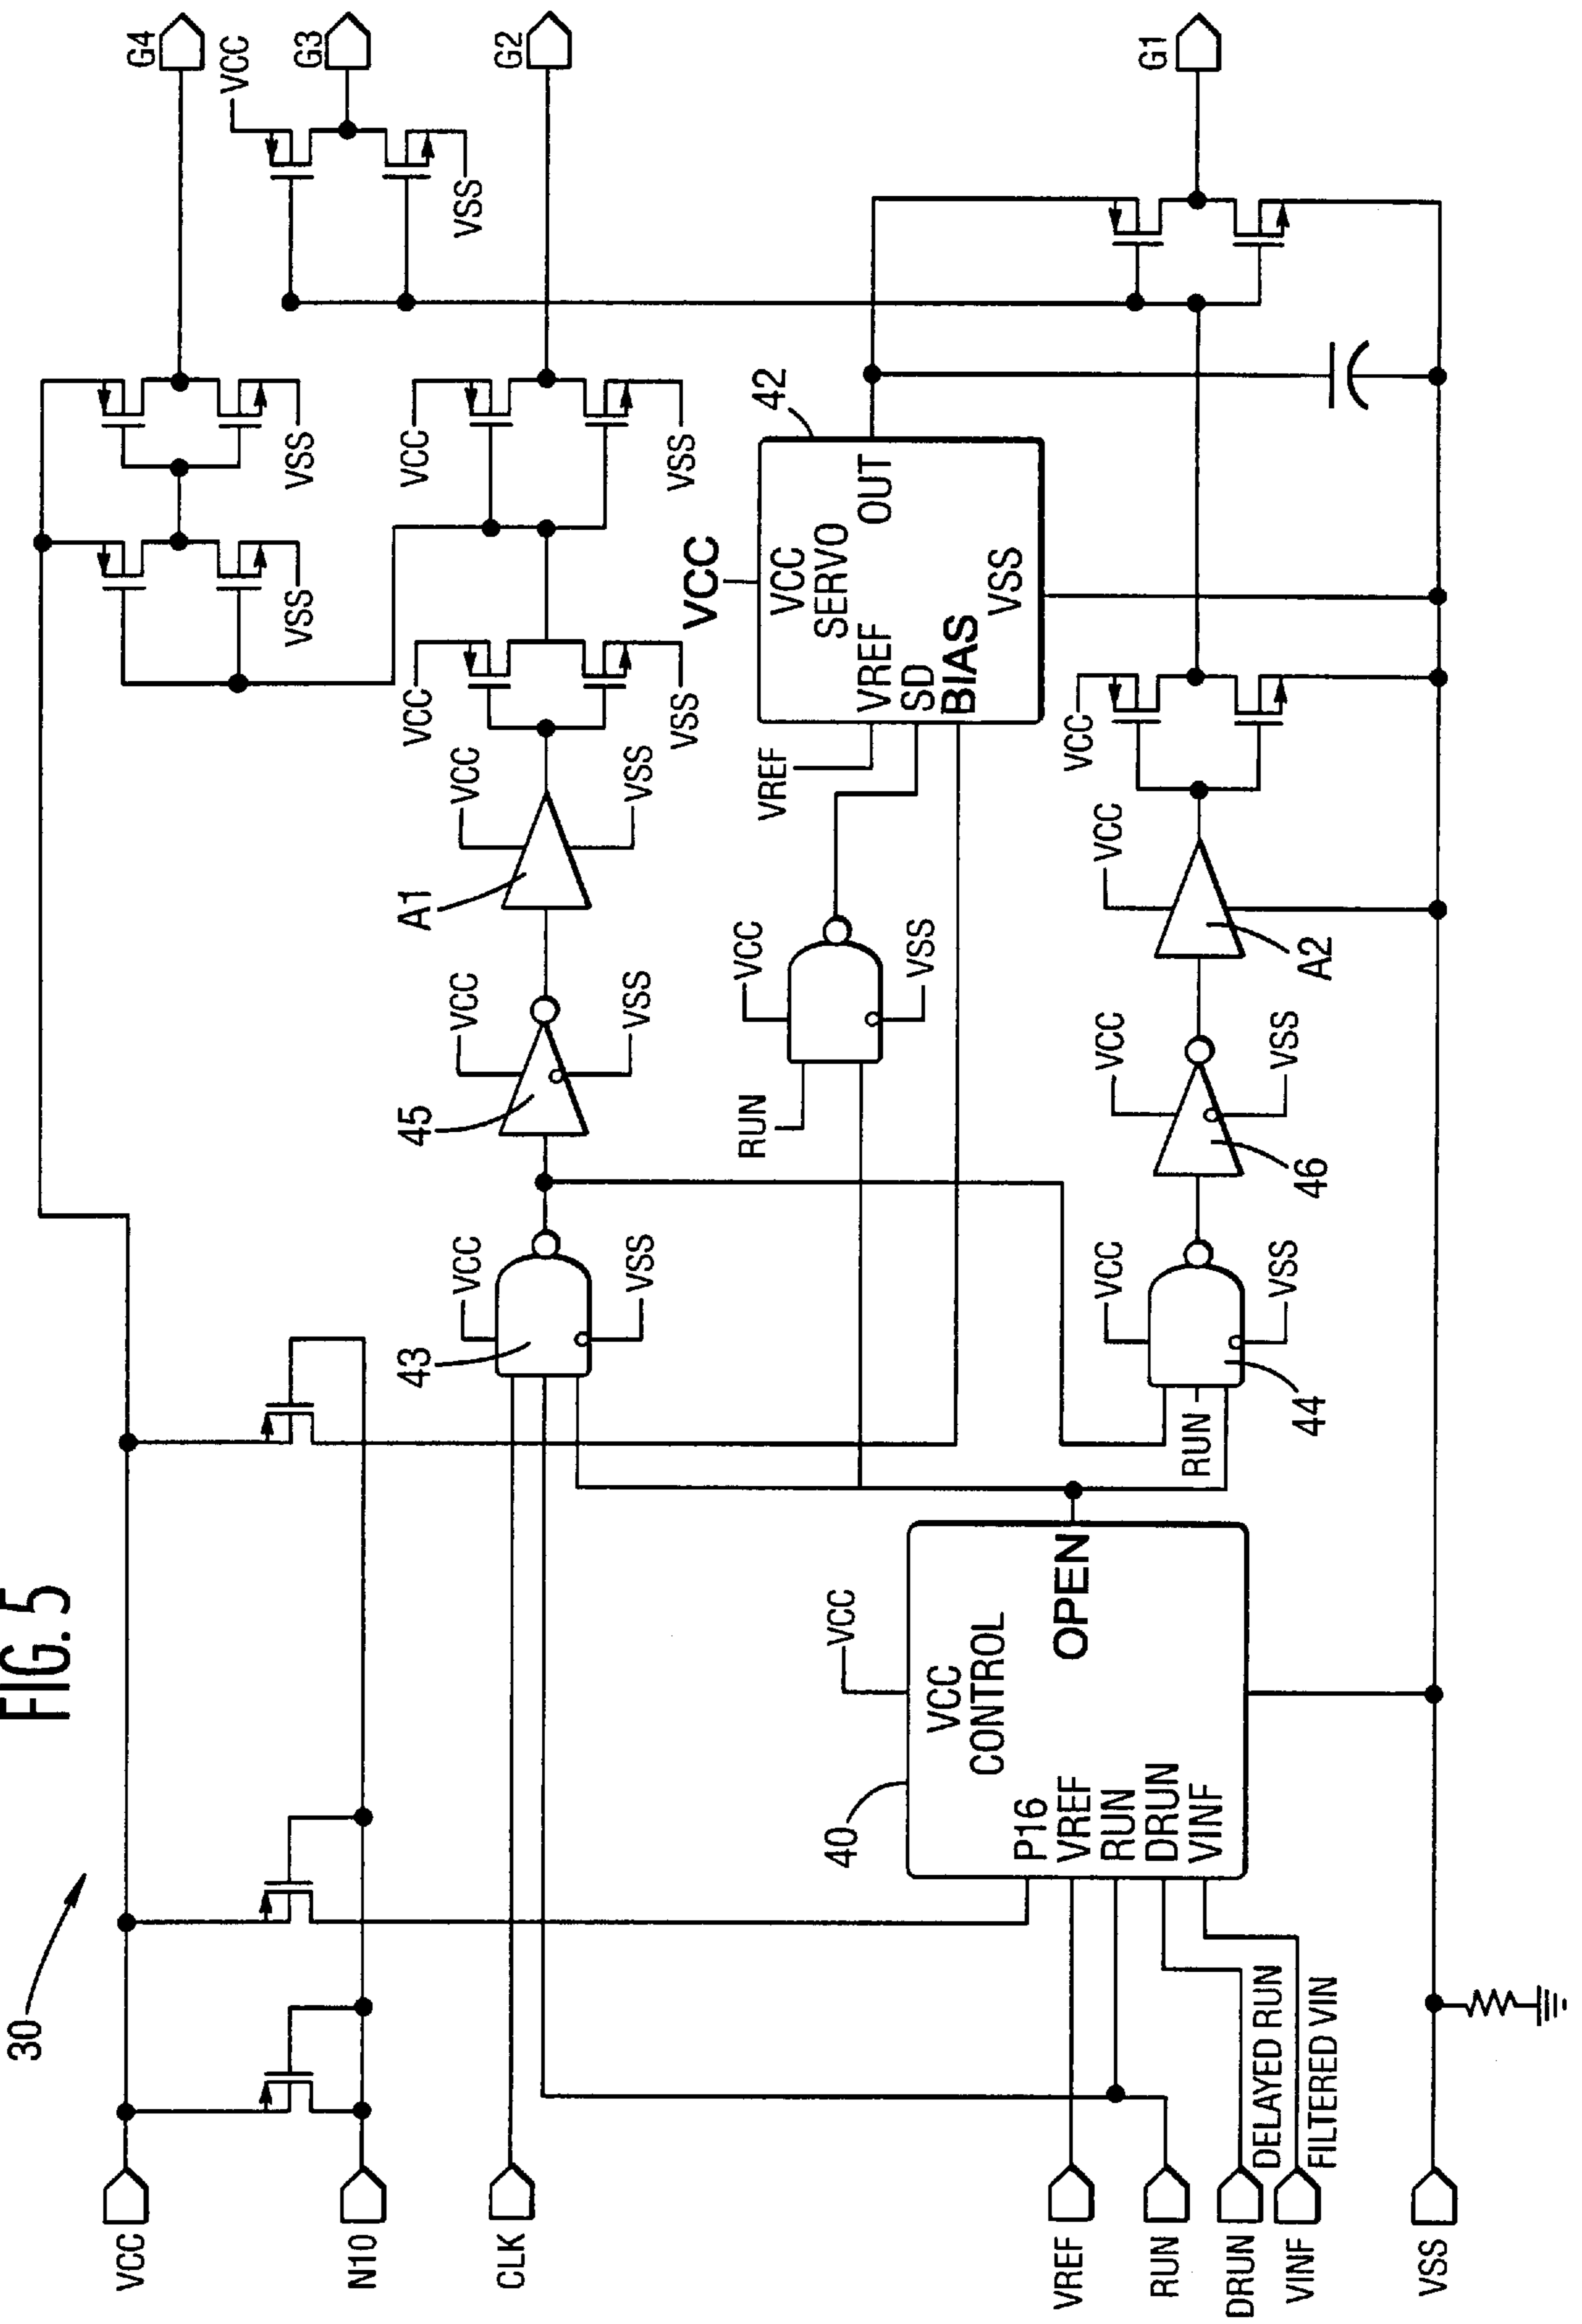 FIG. 5
30
VCC
N10
CLK
VREF
RUN
DRUN
VINF
VSS
DELAYED RUN
FILTERED VIN
40
VCC
VCC
CONTROL
P16
VREF
RUN
DRUN
VINF
OPEN
43
VCC
VSS
45
VCC
VSS
A1
VCC
VSS
VCC
VSS
VCC
VSS
VSS
VSS
G4
VCC
VSS
G3
G2
RUN
VCC
VSS
VREF
VCC
42
VCC
SERVO
VREF
OUT
SD
BIAS
VSS
RUN
44
VCC
VSS
46
VCC
VSS
A2
VCC
VCC
G1